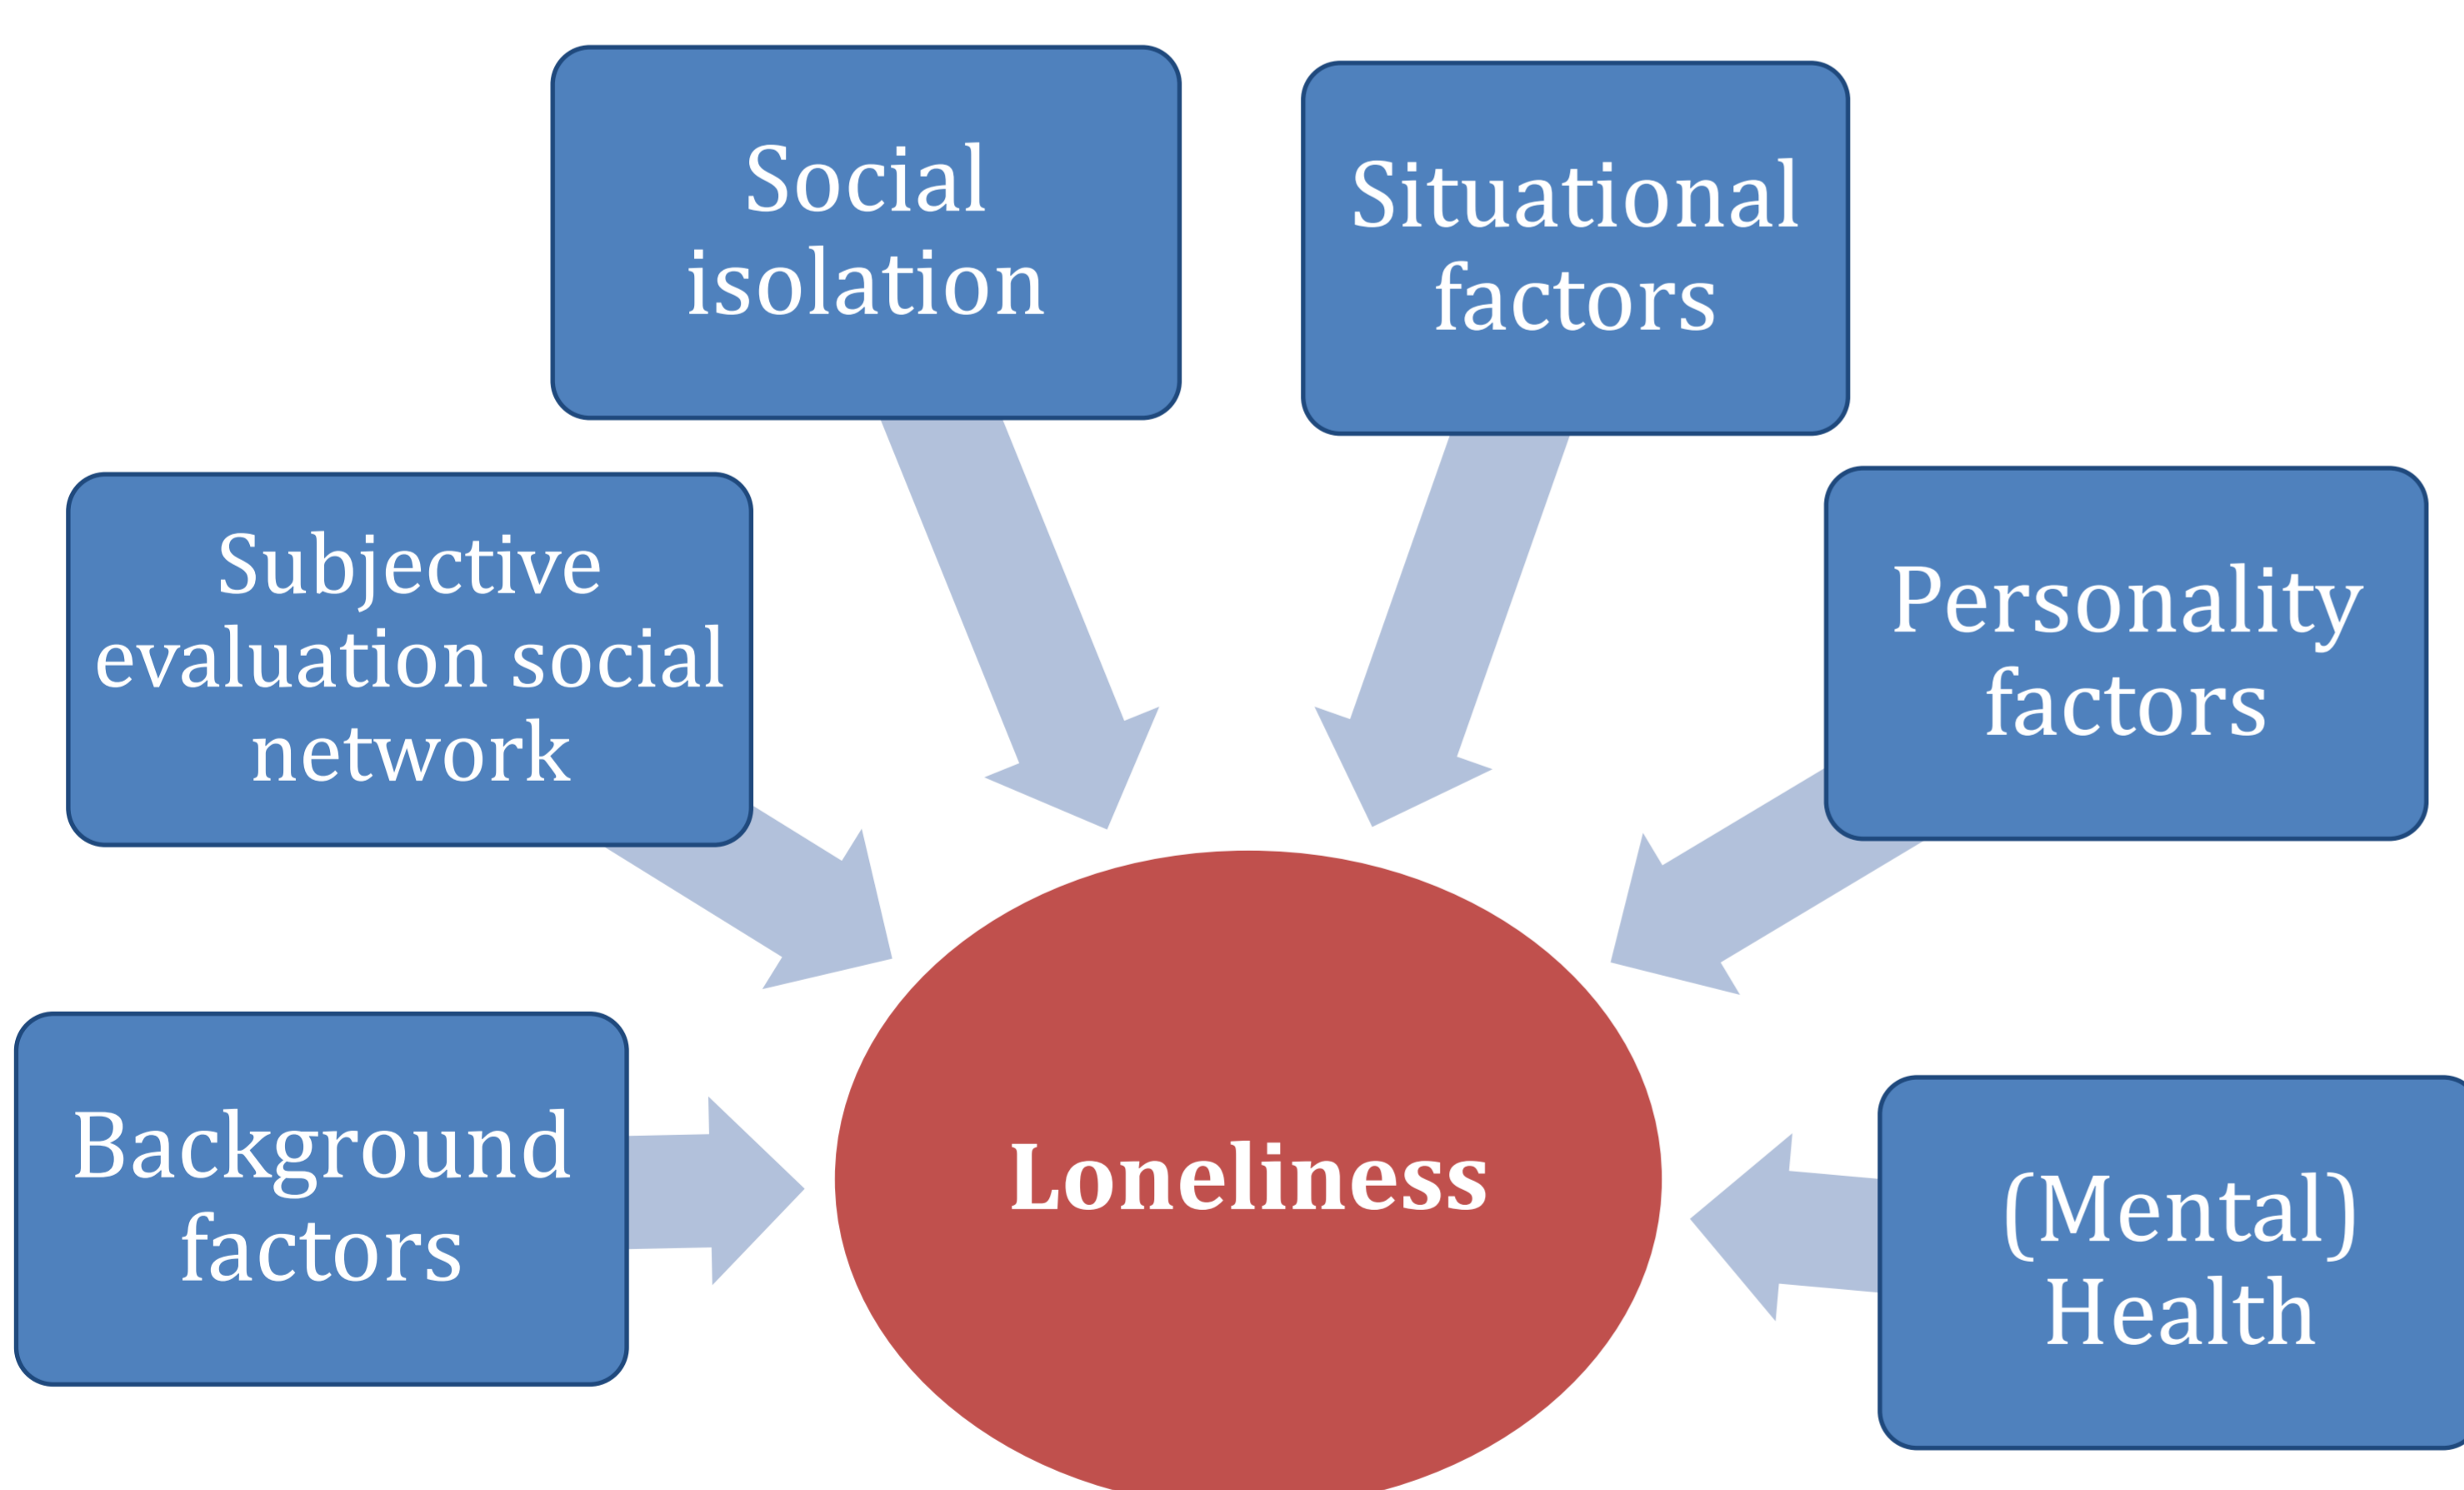 Social
isolation
Situational
factors
Subjective
evaluation social
network
Personality
factors
Background
factors
Loneliness
(Mental)
Health